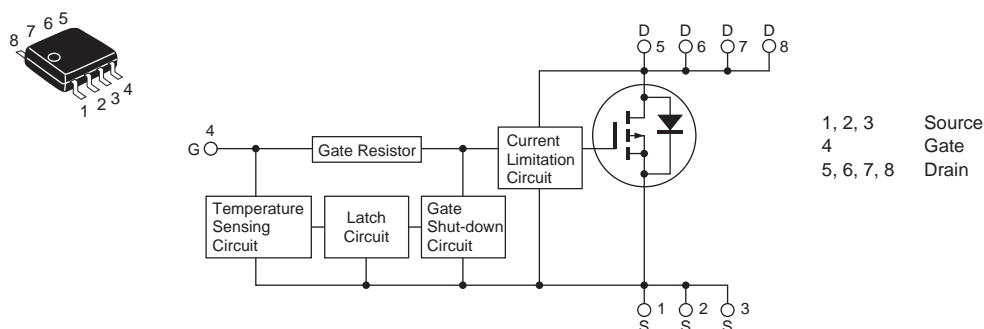 8 7 6 5
1 2 3 4
D D D D
5 6 7 8
4
G
Gate Resistor
Current
Limitation
Circuit
Temperature
Sensing
Circuit
Latch
Circuit
Gate
Shut-down
Circuit
1 2 3
S S S
1, 2, 3 Source
4 Gate
5, 6, 7, 8 Drain